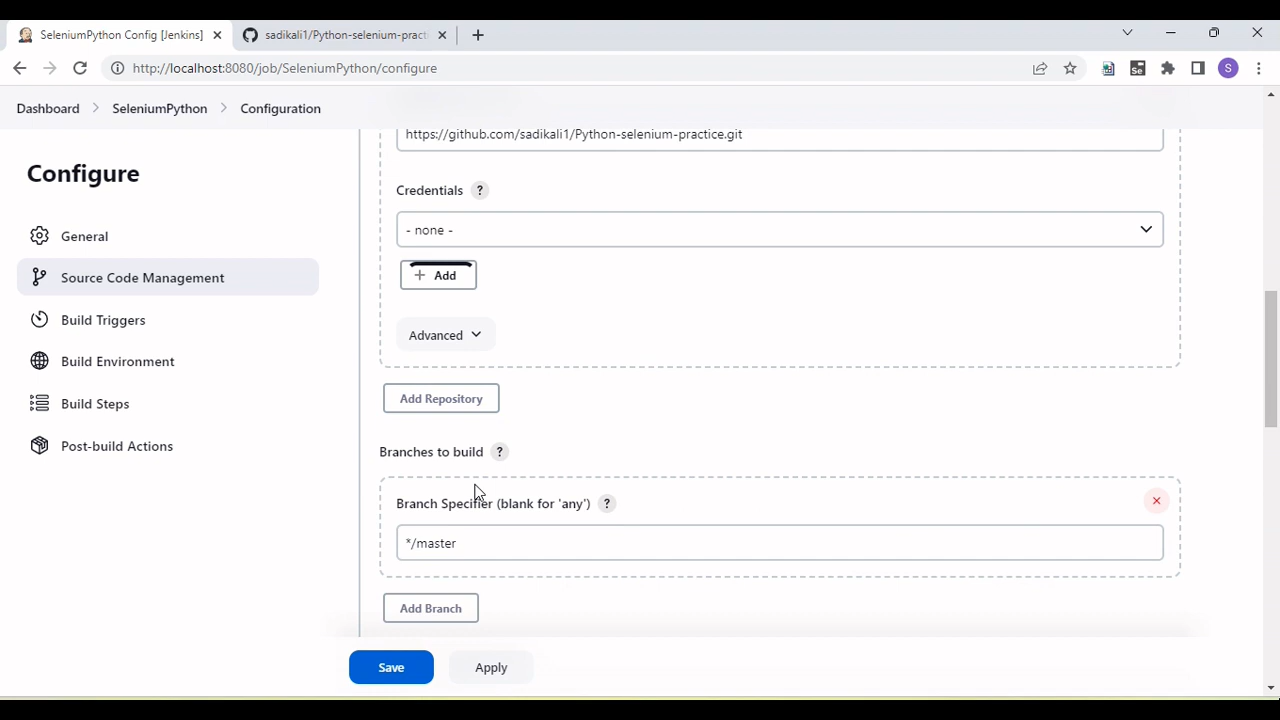 SeleniumPython Config [Jenkins]
sadikali1/Python-selenium-practi
http://localhost:8080/job/SeleniumPython/configure
Se
S
Dashboard > SeleniumPython > Configuration
Configure
General
Source Code Management
Build Triggers
Build Environment
Build Steps
Post-build Actions
https://github.com/sadikali1/Python-selenium-practice.git
Credentials ?
- none -
+ Add
Advanced
Add Repository
Branches to build ?
Branch Specifier (blank for 'any') ?
*/master
Add Branch
Save
Apply